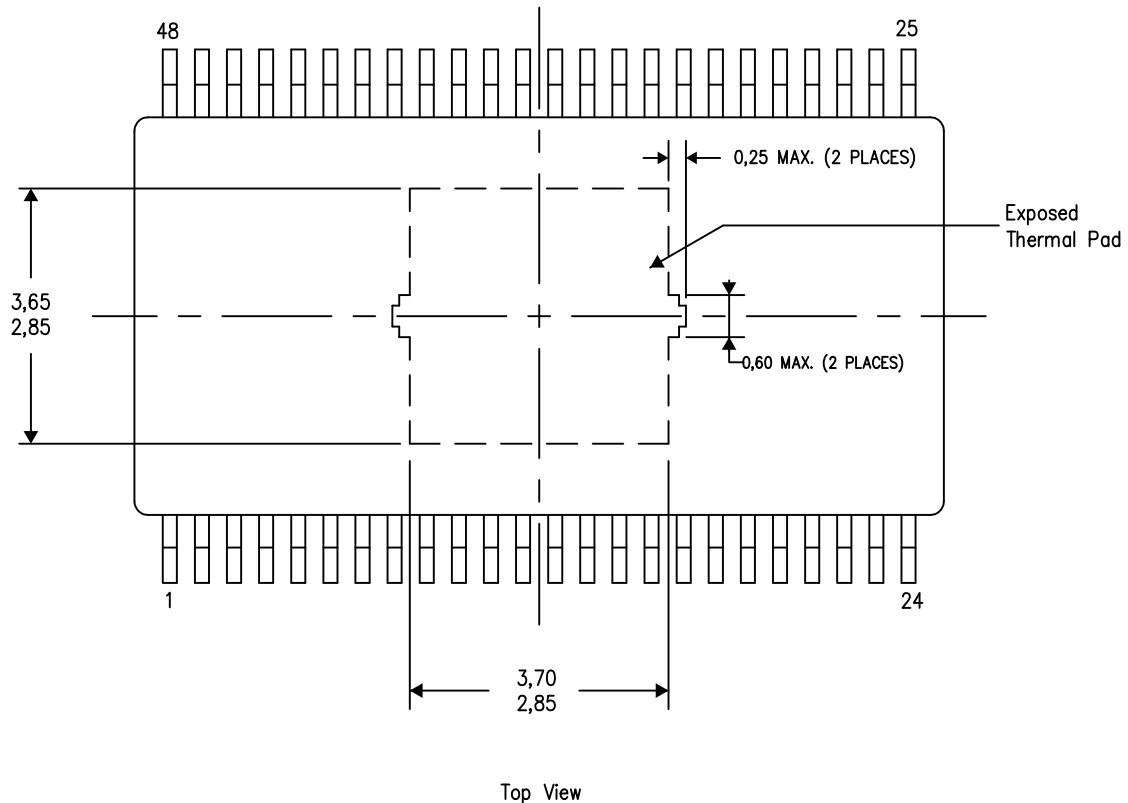 48
25
0,25 MAX. (2 PLACES)
Exposed
Thermal Pad
3,65
2,85
0,60 MAX. (2 PLACES)
1
24
3,70
2,85
Top View